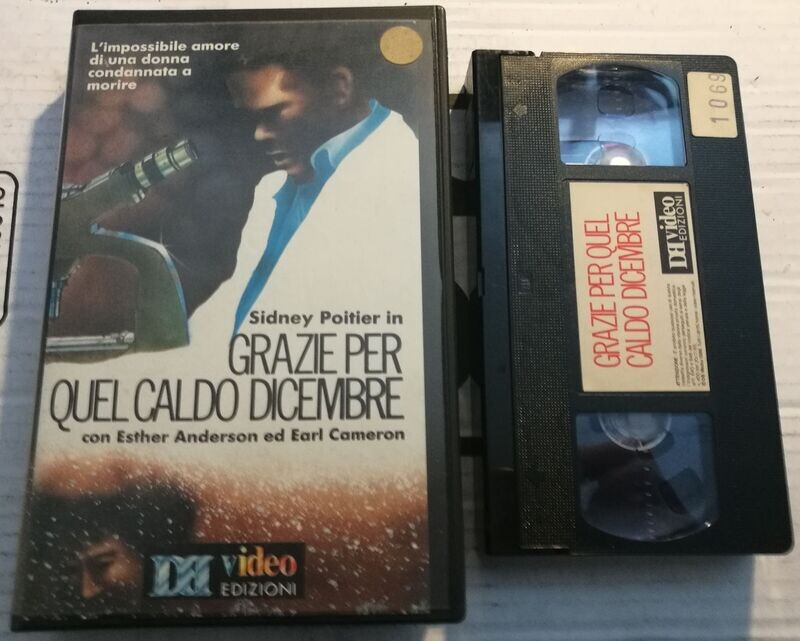 L'impossibile amore
di una donna
condannata a
morire
Sidney Poitier in
GRAZIE PER
QUEL CALDO DICEMBRE
con Esther Anderson ed Earl Cameron
video
EDIZIONI
1069
GRAZIE PER QUEL
CALDO DICEMBRE
video
EDIZIONI